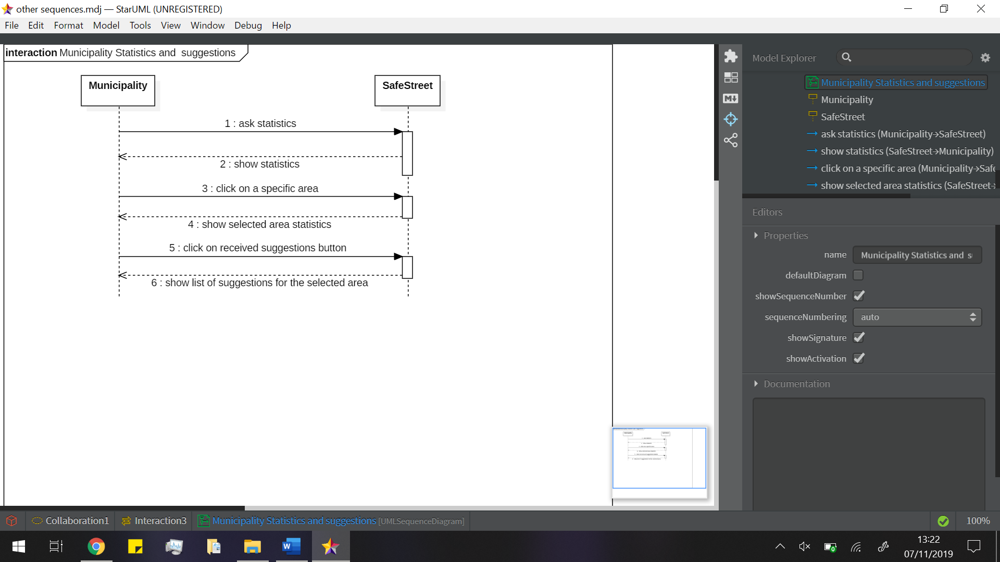 other sequences.mdj — StarUML (UNREGISTERED)
File Edit Format Model Tools View Window Debug Help
interaction Municipality Statistics and  suggestions
Municipality
SafeStreet
1 : ask statistics
2 : show statistics
3 : click on a specific area
4 : show selected area statistics
5 : click on received suggestions button
6 : show list of suggestions for the selected area
M
Model Explorer
Municipality Statistics and suggestions
Municipality
SafeStreet
ask statistics (Municipality→SafeStreet)
show statistics (SafeStreet→Municipality)
click on a specific area (Municipality→Safe
show selected area statistics (SafeStreet→
Editors
Properties
name Municipality Statistics and  s
defaultDiagram
showSequenceNumber
sequenceNumbering auto
showSignature
showActivation
Documentation
Collaboration1 Interaction3 Municipality Statistics and suggestions [UMLSequenceDiagram] 100%
W
13:22
07/11/2019